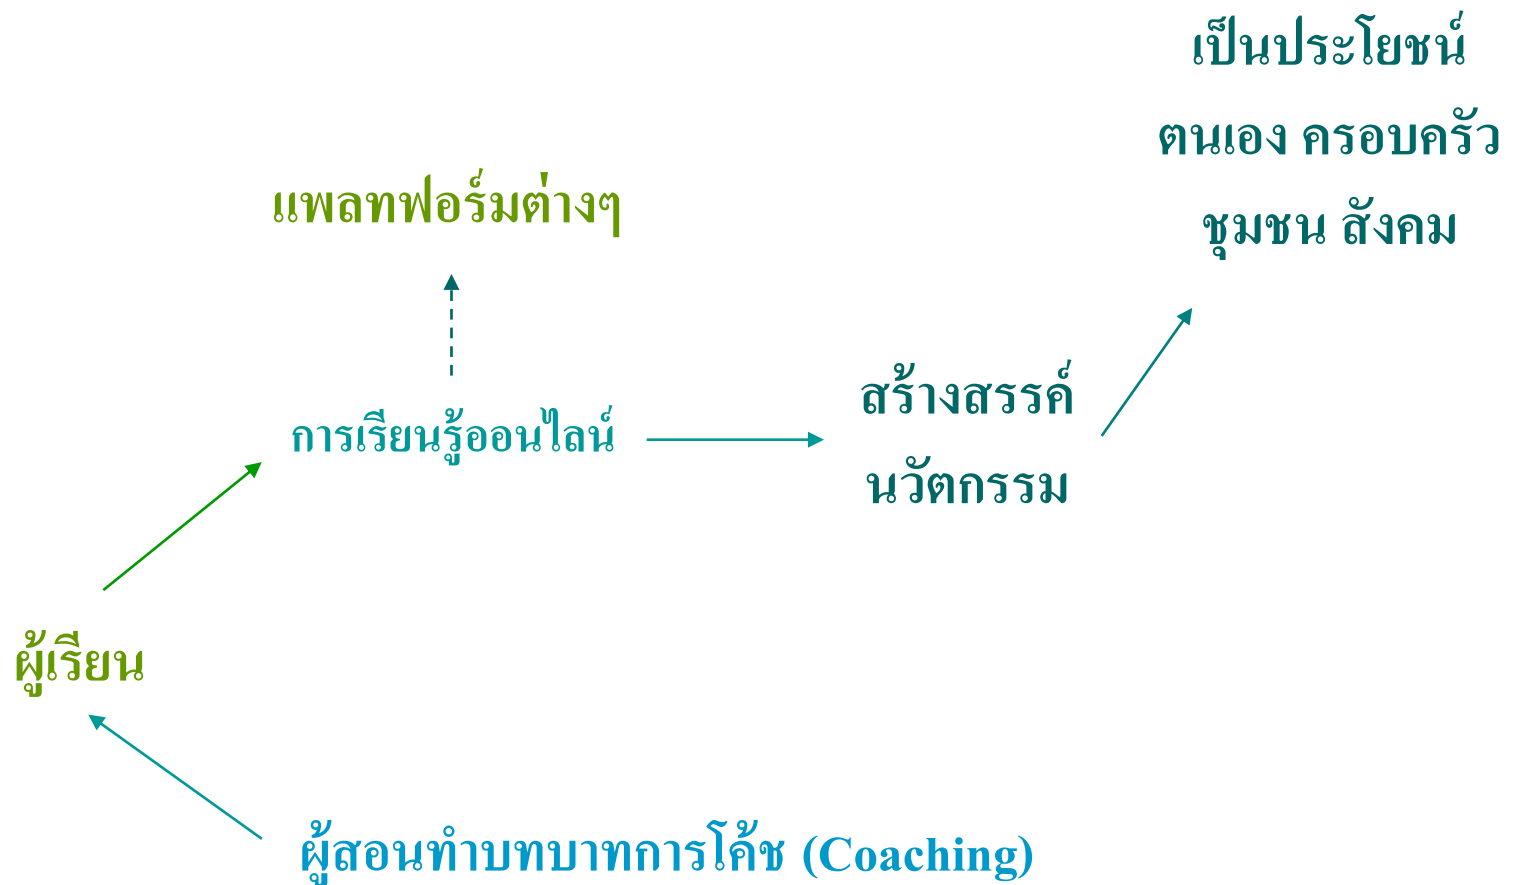 เป็นประโยชน์
ตนเอง ครอบครัว
ชุมชน สังคม
แพลทฟอร์มต่างๆ
สร้างสรรค์
นวัตกรรม
การเรียนรู้ออนไลน์
ผู้เรียน
ผู้สอนทำบทบาทการโค้ช (Coaching)